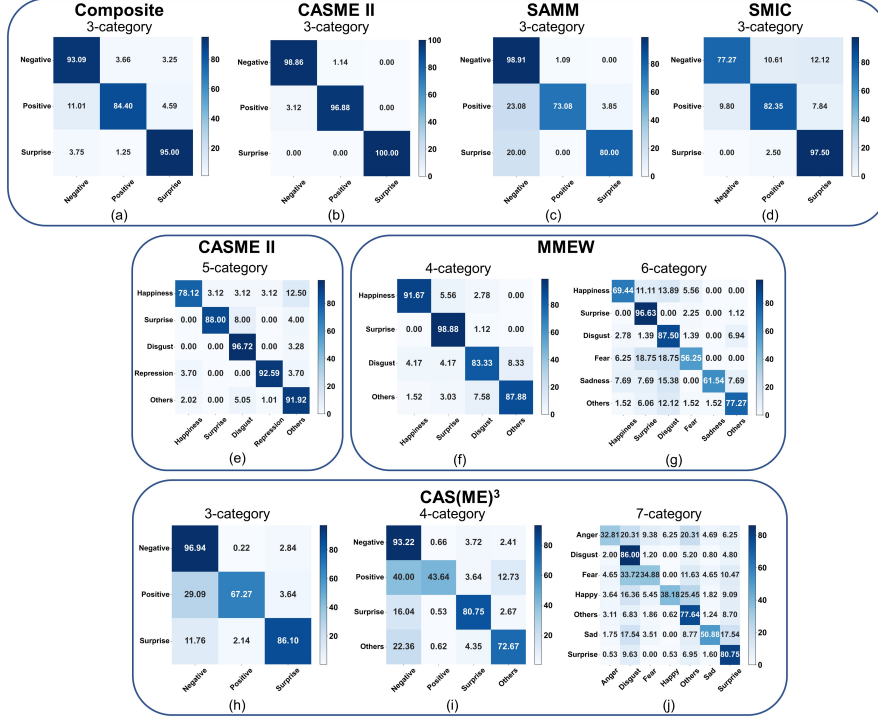 Composite CASME II SAMM SMIC
3-category 3-category 3-category 3-category
Negative 93.09 3.66 3.25
Positive 11.01 84.40 4.59
Surprise 3.75 1.25 95.00
Negative Positive Surprise
80 60 40 20
(a)
Negative 98.86 1.14 0.00
Positive 3.12 96.88 0.00
Surprise 0.00 0.00 100.00
Negative Positive Surprise
100 80 60 40 20 0
(b)
Negative 98.91 1.09 0.00
Positive 23.08 73.08 3.85
Surprise 20.00 0.00 80.00
Negative Positive Surprise
80 60 40 20 0
(c)
Negative 77.27 10.61 12.12
Positive 9.80 82.35 7.84
Surprise 0.00 2.50 97.50
Negative Positive Surprise
80 60 40 20 0
(d)
CASME II
5-category
Happiness 78.12 3.12 3.12 3.12 12.50
Surprise 0.00 88.00 8.00 0.00 4.00
Disgust 0.00 0.00 96.72 0.00 3.28
Repression 3.70 0.00 0.00 92.59 3.70
Others 2.02 0.00 5.05 1.01 91.92
Happiness Surprise Disgust Repression Others
80 60 40 20 0
(e)
MMEW
4-category
Happiness 91.67 5.56 2.78 0.00
Surprise 0.00 98.88 1.12 0.00
Disgust 4.17 4.17 83.33 8.33
Others 1.52 3.03 7.58 87.88
Happiness Surprise Disgust Others
80 60 40 20 0
(f)
6-category
Happiness 69.44 11.11 13.89 5.56 0.00 0.00
Surprise 0.00 96.63 0.00 2.25 0.00 1.12
Disgust 2.78 1.39 87.50 1.39 0.00 6.94
Fear 6.25 18.75 18.75 56.25 0.00 0.00
Sadness 7.69 7.69 15.38 0.00 61.54 7.69
Others 1.52 6.06 12.12 1.52 1.52 77.27
Happiness Surprise Disgust Fear Sadness Others
80 60 40 20 0
(g)
CAS(ME)³
3-category
Negative 96.94 0.22 2.84
Positive 29.09 67.27 3.64
Surprise 11.76 2.14 86.10
Negative Positive Surprise
80 60 40 20
(h)
4-category
Negative 93.22 0.66 3.72 2.41
Positive 40.00 43.64 3.64 12.73
Surprise 16.04 0.53 80.75 2.67
Others 22.36 0.62 4.35 72.67
Negative Positive Surprise Others
80 60 40 20
(i)
7-category
Anger 32.81 20.31 9.38 6.25 20.31 4.69 6.25
Disgust 2.00 86.00 1.20 0.00 5.20 0.80 4.80
Fear 4.65 33.72 34.88 0.00 11.63 4.65 10.47
Happy 3.64 16.36 5.45 38.18 25.45 1.82 9.09
Others 3.11 6.83 1.86 0.62 77.64 1.24 8.70
Sad 1.75 17.54 3.51 0.00 8.77 50.88 17.54
Surprise 0.53 9.63 0.00 0.53 6.95 1.60 80.75
Anger Disgust Fear Happy Others Sad Surprise
80 60 40 20 0
(j)